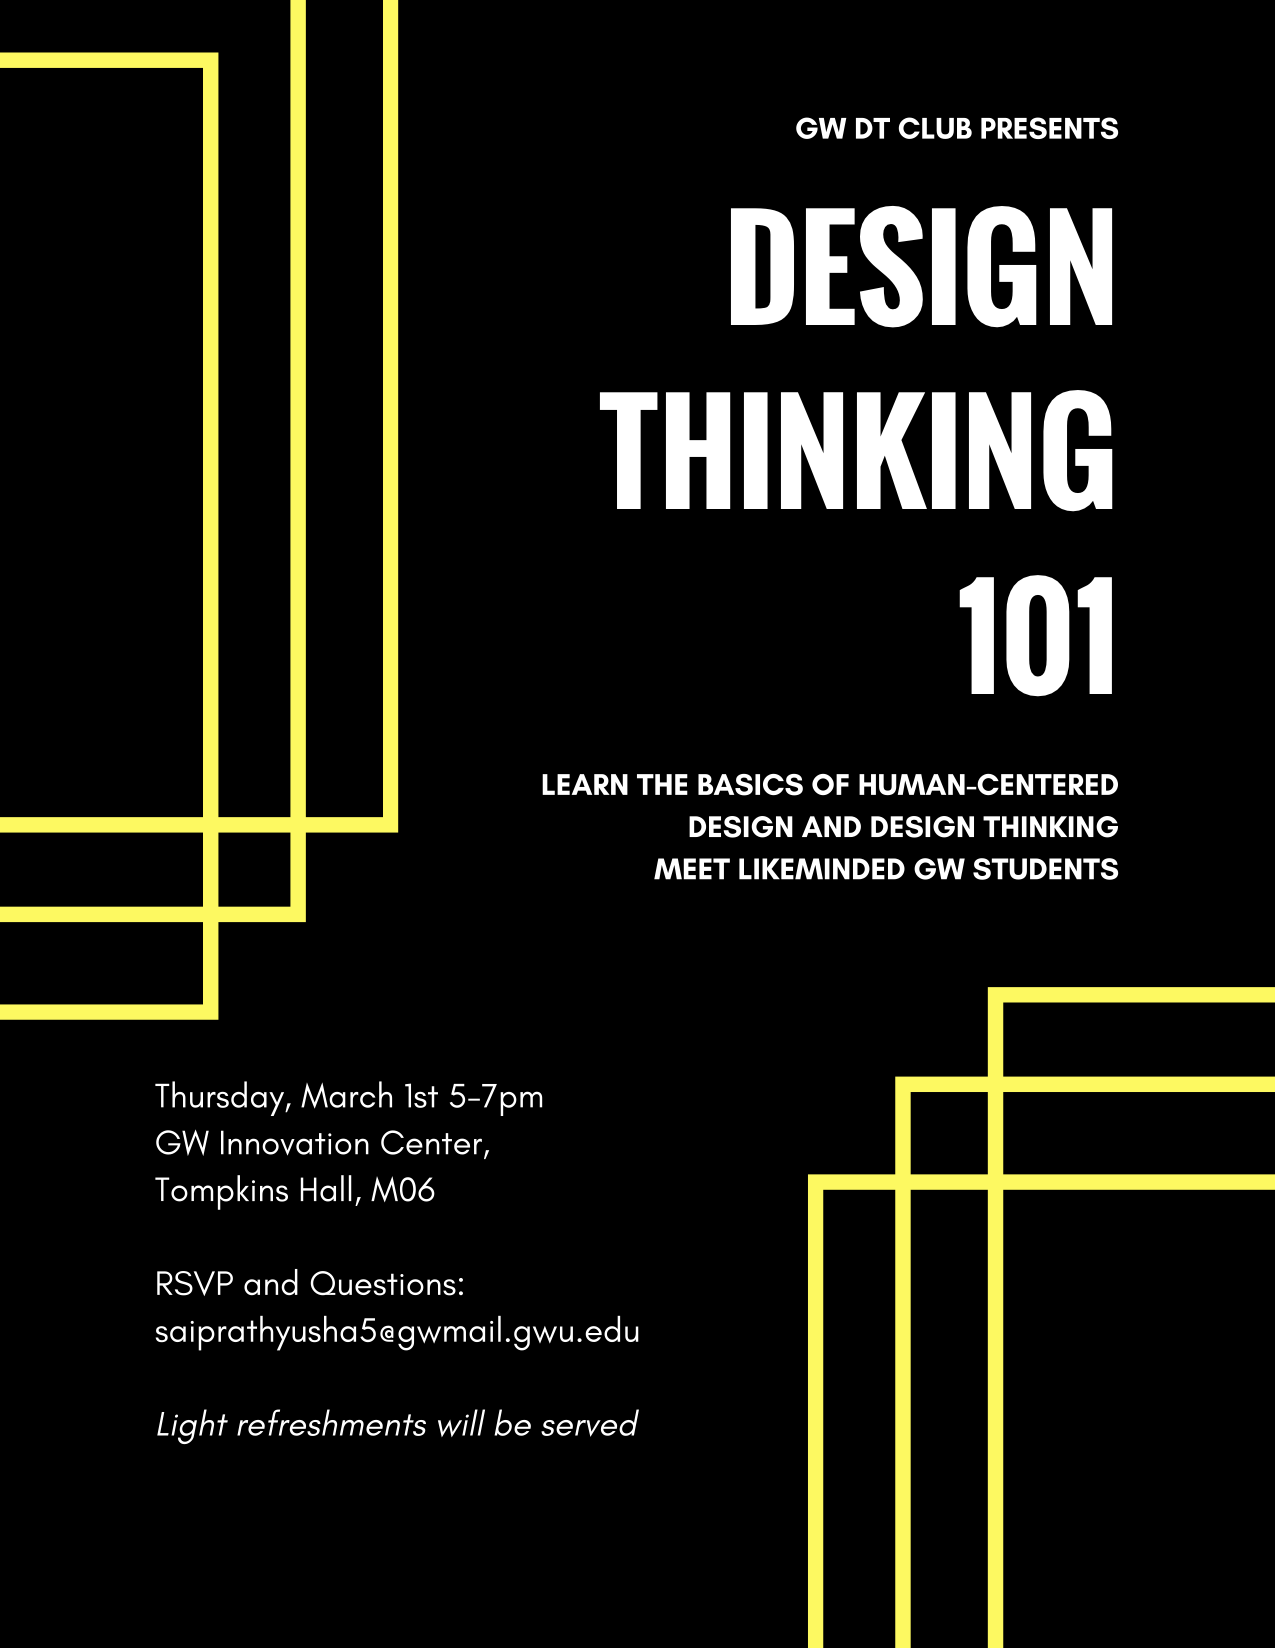 GW DT CLUB PRESENTS
DESIGN
THINKING
101
LEARN THE BASICS OF HUMAN-CENTERED
DESIGN AND DESIGN THINKING
MEET LIKEMINDED GW STUDENTS
Thursday, March 1st 5-7pm
GW Innovation Center,
Tompkins Hall, M06
RSVP and Questions:
saiprathyusha5@gwmail.gwu.edu
Light refreshments will be served